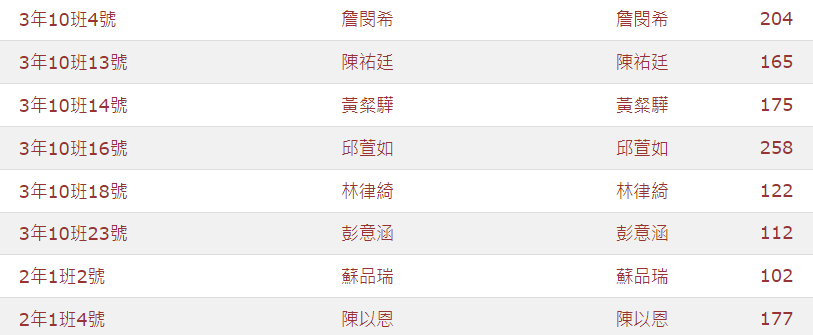 3年10班4號 詹閔希 詹閔希 204
3年10班13號 陳祐廷 陳祐廷 165
3年10班14號 黃粲驊 黃粲驊 175
3年10班16號 邱萱如 邱萱如 258
3年10班18號 林律綺 林律綺 122
3年10班23號 彭意涵 彭意涵 112
2年1班2號 蘇品瑞 蘇品瑞 102
2年1班4號 陳以恩 陳以恩 177